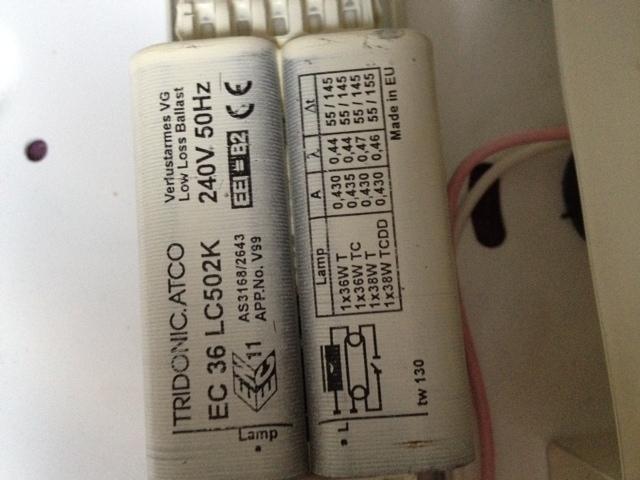 TRIDONIC.ATCO
Verlustarmes VG
Low Loss Ballast
EC 36 LC502K
240V 50Hz
AS3168/2643
APP.No. V99
EEI=B2 CE
11
Lamp
Lamp A λ Δt
1x36W T 0,430 0,44 55 / 145
1x36W TC 0,435 0,44 55 / 145
1x38W T 0,430 0,47 55 / 145
1x38W TCDD 0,430 0,46 55 / 155
Made in EU
L
tw 130